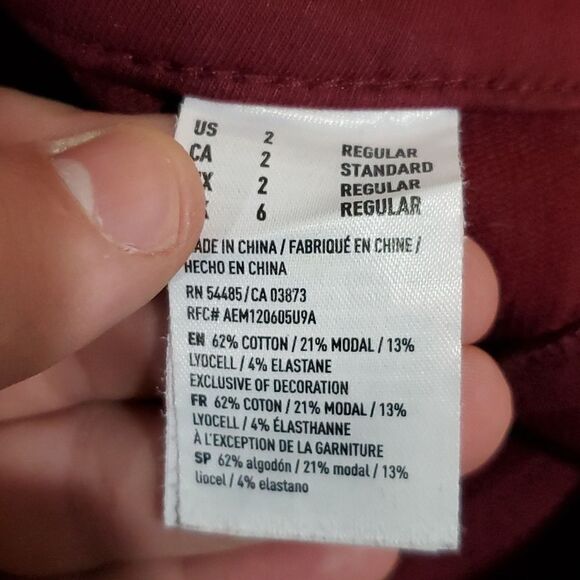 US 2 REGULAR
CA 2 STANDARD
2 REGULAR
6 REGULAR
IN CHINA / FABRIQUÉ EN CHINE /
HECHO EN CHINA
RN 54485/CA 03873
RFC# AEM120605U9A
EN 62% COTTON / 21% MODAL / 13%
LYOCELL / 4% ELASTANE
EXCLUSIVE OF DECORATION
FR 62% COTON / 21% MODAL / 13%
LYOCELL / 4% ÉLASTHANNE
À L'EXCEPTION DE LA GARNITURE
SP 62% algodón / 21% modal / 13%
liocel / 4% elastano